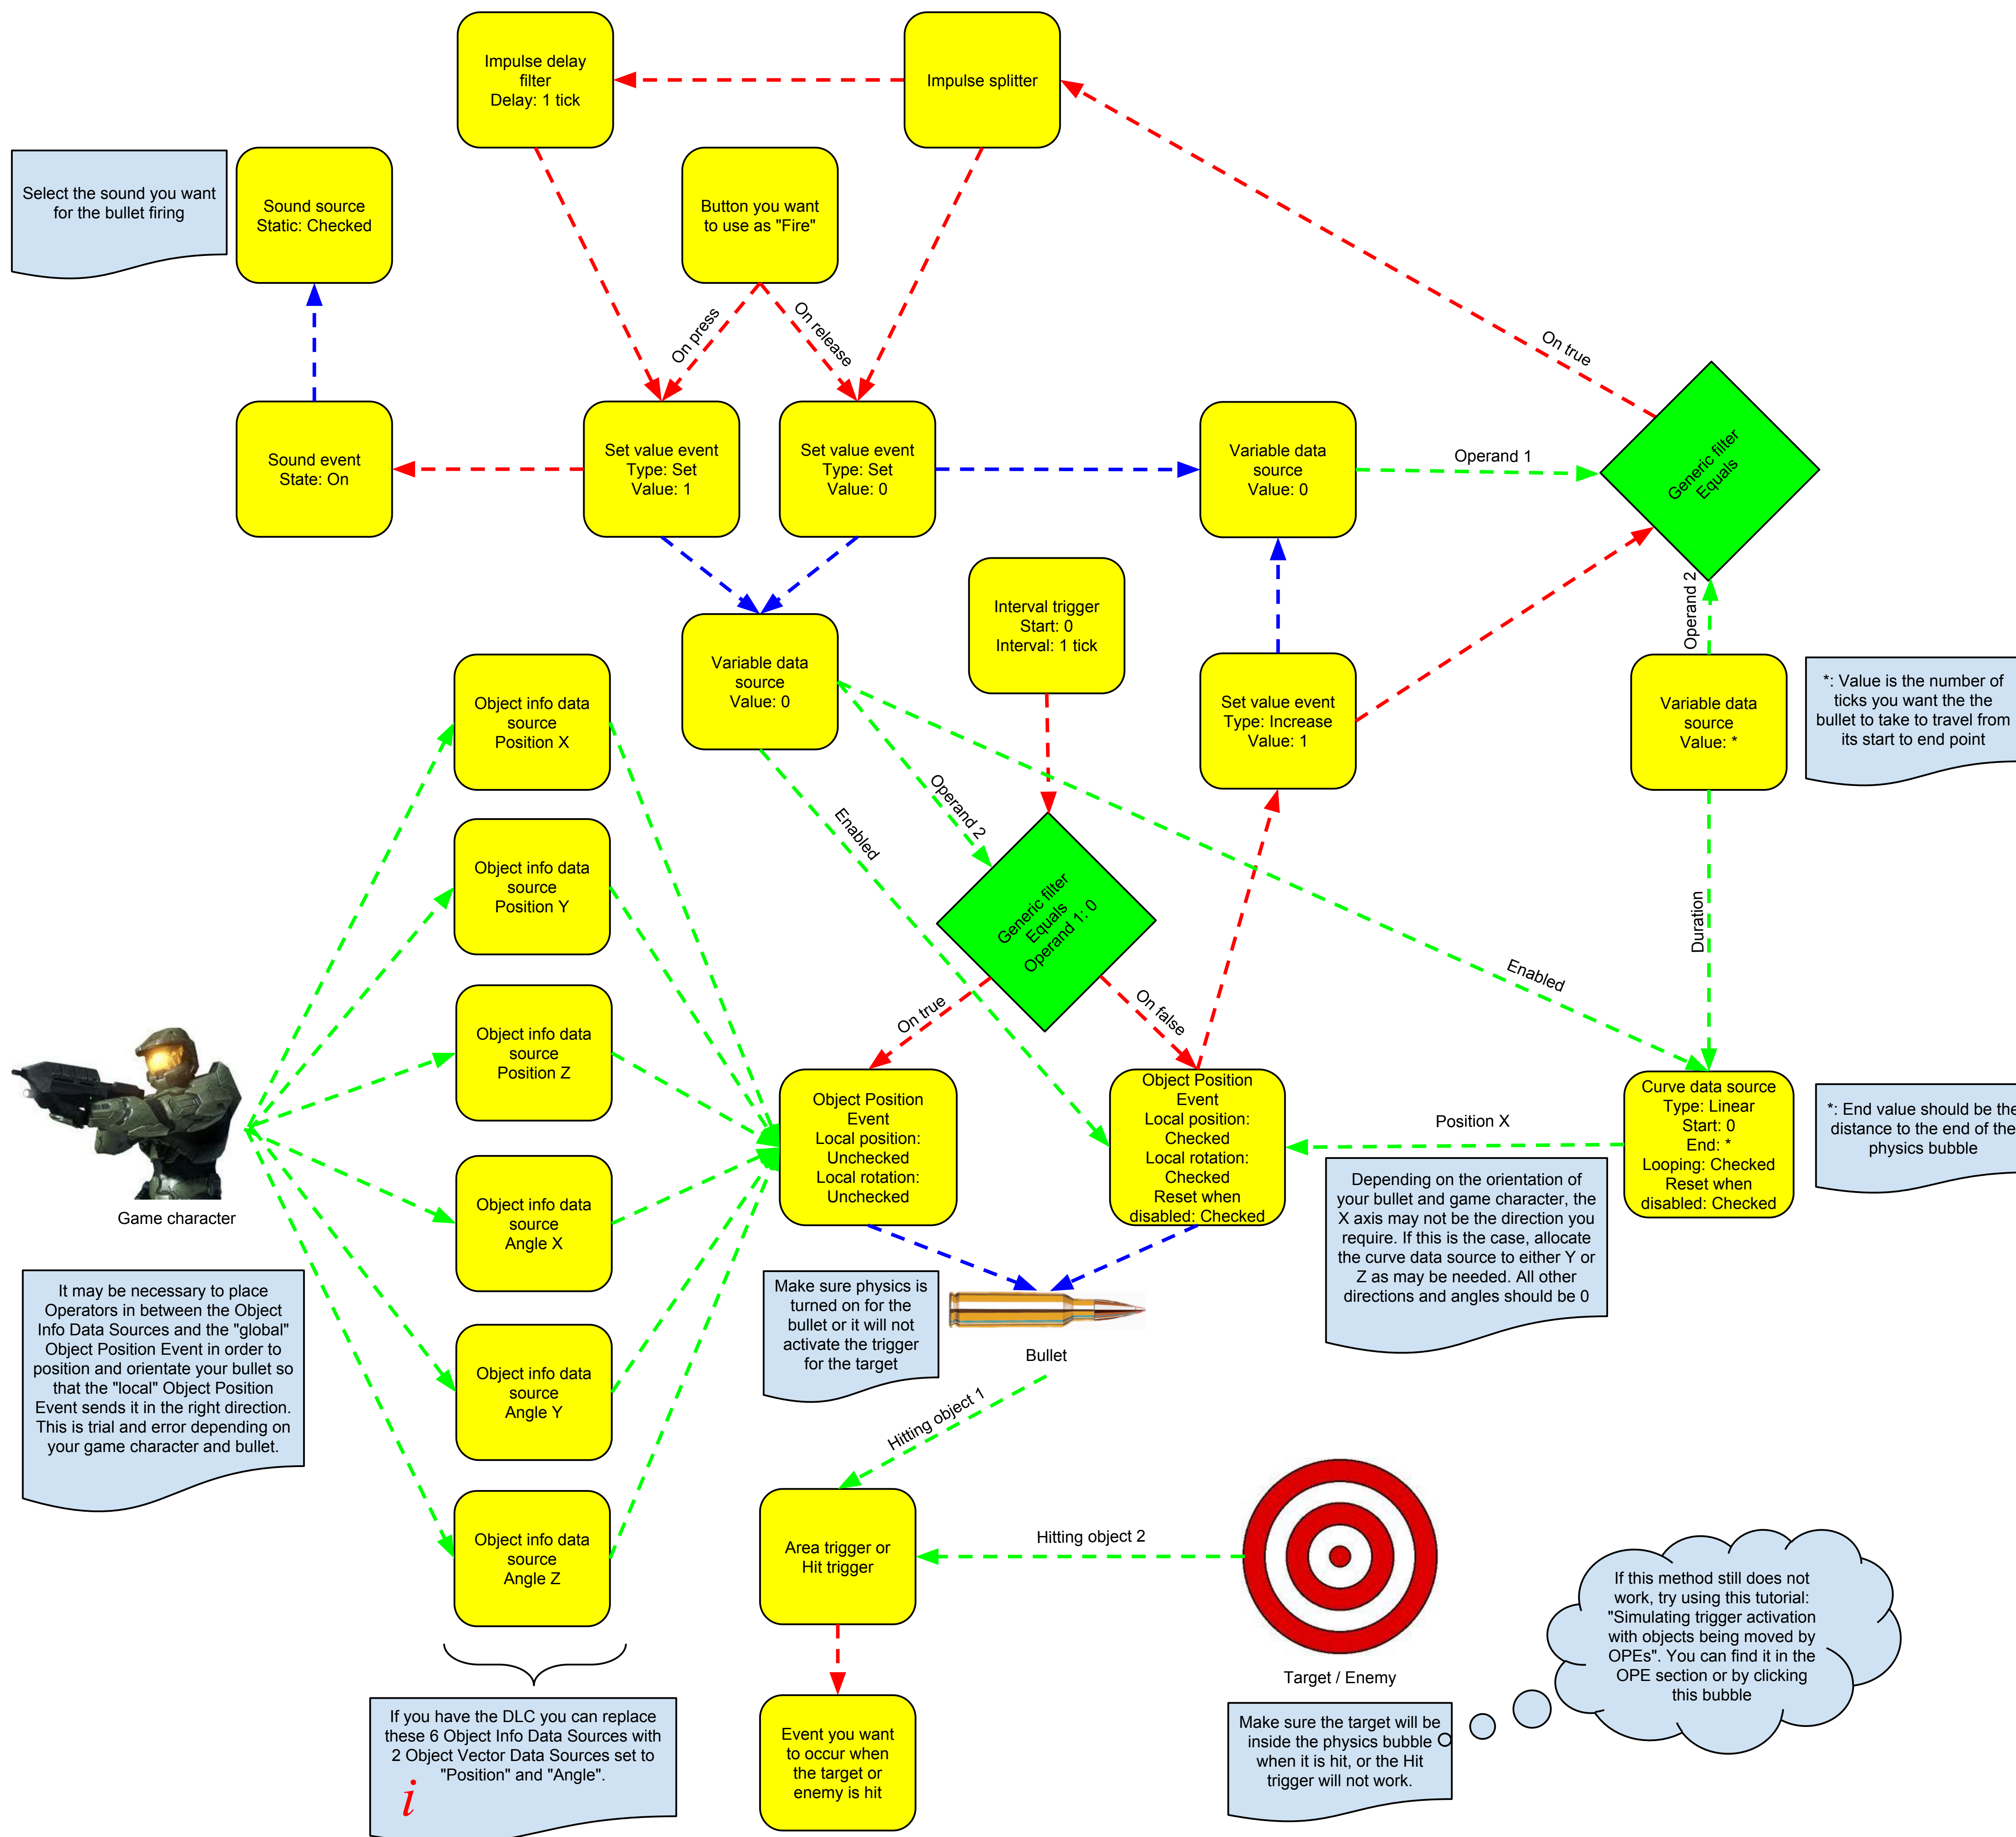 Impulse delay
filter
Delay: 1 tick
Impulse splitter
Select the sound you want
for the bullet firing
Sound source
Static: Checked
Button you want
to use as "Fire"
On press
On release
On true
Sound event
State: On
Set value event
Type: Set
Value: 1
Set value event
Type: Set
Value: 0
Variable data
source
Value: 0
Operand 1
Generic filter
Equals
Operand 2
Interval trigger
Start: 0
Interval: 1 tick
Variable data
source
Value: 0
Set value event
Type: Increase
Value: 1
Variable data
source
Value: *
*: Value is the number of
ticks you want the the
bullet to take to travel from
its start to end point
Object info data
source
Position X
Object info data
source
Position Y
Object info data
source
Position Z
Object info data
source
Angle X
Object info data
source
Angle Y
Object info data
source
Angle Z
Operand 2
Enabled
Generic filter
Equals
Operand 1: 0
Enabled
Duration
On true
On false
Game character
Object Position
Event
Local position:
Unchecked
Local rotation:
Unchecked
Object Position
Event
Local position:
Checked
Local rotation:
Checked
Reset when
disabled: Checked
Position X
Curve data source
Type: Linear
Start: 0
End: *
Looping: Checked
Reset when
disabled: Checked
*: End value should be the
distance to the end of the
physics bubble
Depending on the orientation of
your bullet and game character, the
X axis may not be the direction you
require. If this is the case, allocate
the curve data source to either Y or
Z as may be needed. All other
directions and angles should be 0
It may be necessary to place
Operators in between the Object
Info Data Sources and the "global"
Object Position Event in order to
position and orientate your bullet so
that the "local" Object Position
Event sends it in the right direction.
This is trial and error depending on
your game character and bullet.
Make sure physics is
turned on for the
bullet or it will not
activate the trigger
for the target
Bullet
Hitting object 1
Area trigger or
Hit trigger
Hitting object 2
Target / Enemy
If this method still does not
work, try using this tutorial:
"Simulating trigger activation
with objects being moved by
OPEs". You can find it in the
OPE section or by clicking
this bubble
If you have the DLC you can replace
these 6 Object Info Data Sources with
2 Object Vector Data Sources set to
"Position" and "Angle".
i
Event you want
to occur when
the target or
enemy is hit
Make sure the target will be
inside the physics bubble
when it is hit, or the Hit
trigger will not work.